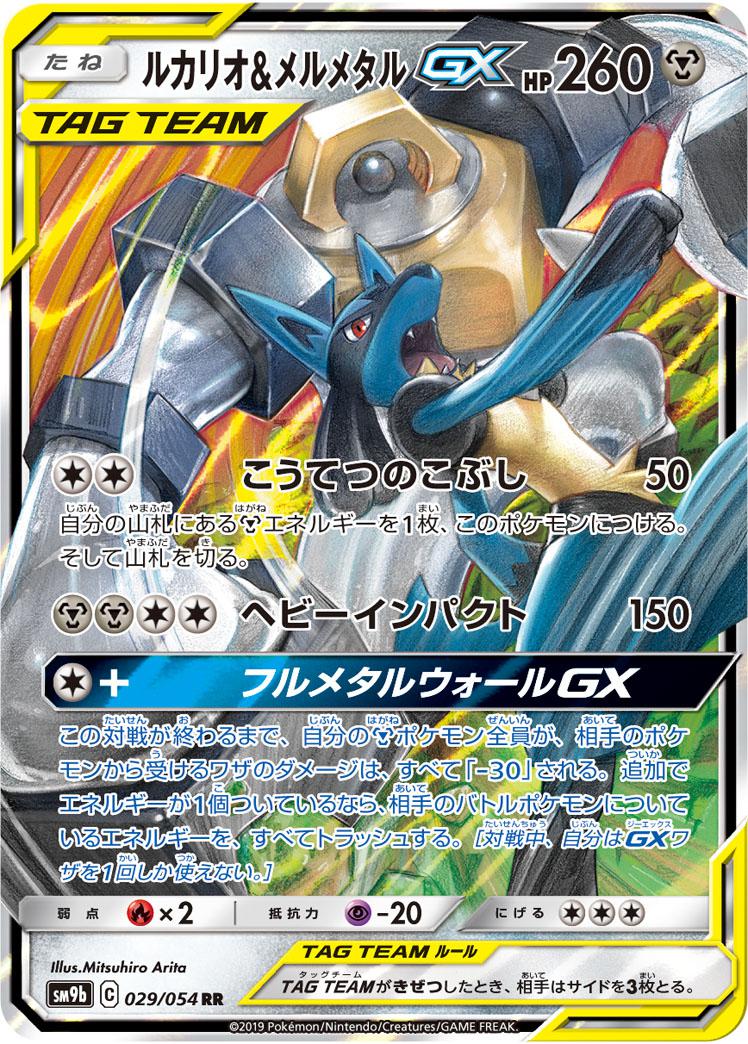 たね ルカリオ&メルメタルGX HP260
TAG TEAM
こうてつのこぶし 50
自分の山札にあるエネルギーを1枚、このポケモンにつける。
そして山札を切る。
ヘビーインパクト 150
+ フルメタルウォールGX
この対戦が終わるまで、自分のポケモン全員が、相手のポケ
モンから受けるワザのダメージは、すべて「-30」される。追加で
エネルギーが1個ついているなら、相手のバトルポケモンについて
いるエネルギーを、すべてトラッシュする。[対戦中、自分はGXワ
ザを1回しか使えない。]
弱点 ×2 抵抗力 -20 にげる
TAG TEAM ルール
TAG TEAMがきぜつしたとき、相手はサイドを3枚とる。
Illus.Mitsuhiro Arita
sm9b C 029/054 RR
©2019 Pokémon/Nintendo/Creatures/GAME FREAK.